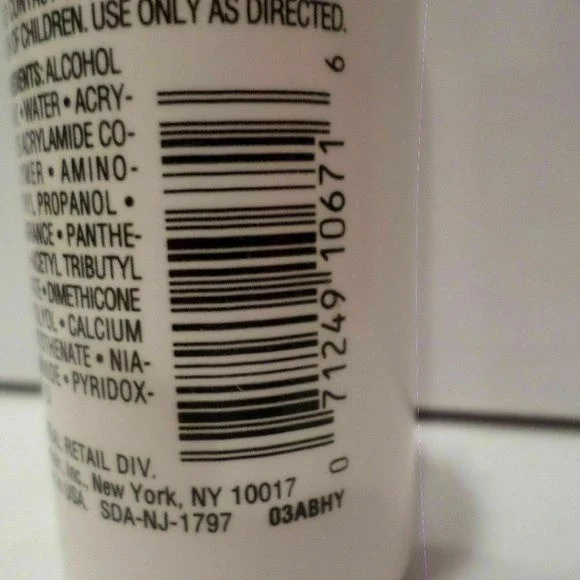 OF CHILDREN. USE ONLY AS DIRECTED.
ALCOHOL
WATER • ACRY-
ACRYLAMIDE CO-
• AMINO-
PROPANOL •
• PANTHE-
TRIBUTYL
• DIMETHICONE
• CALCIUM
• NIA-
• PYRIDOX-
RETAIL DIV.
Inc., New York, NY 10017
USA. SDA-NJ-1797 03ABHY
0 71249 10671 6